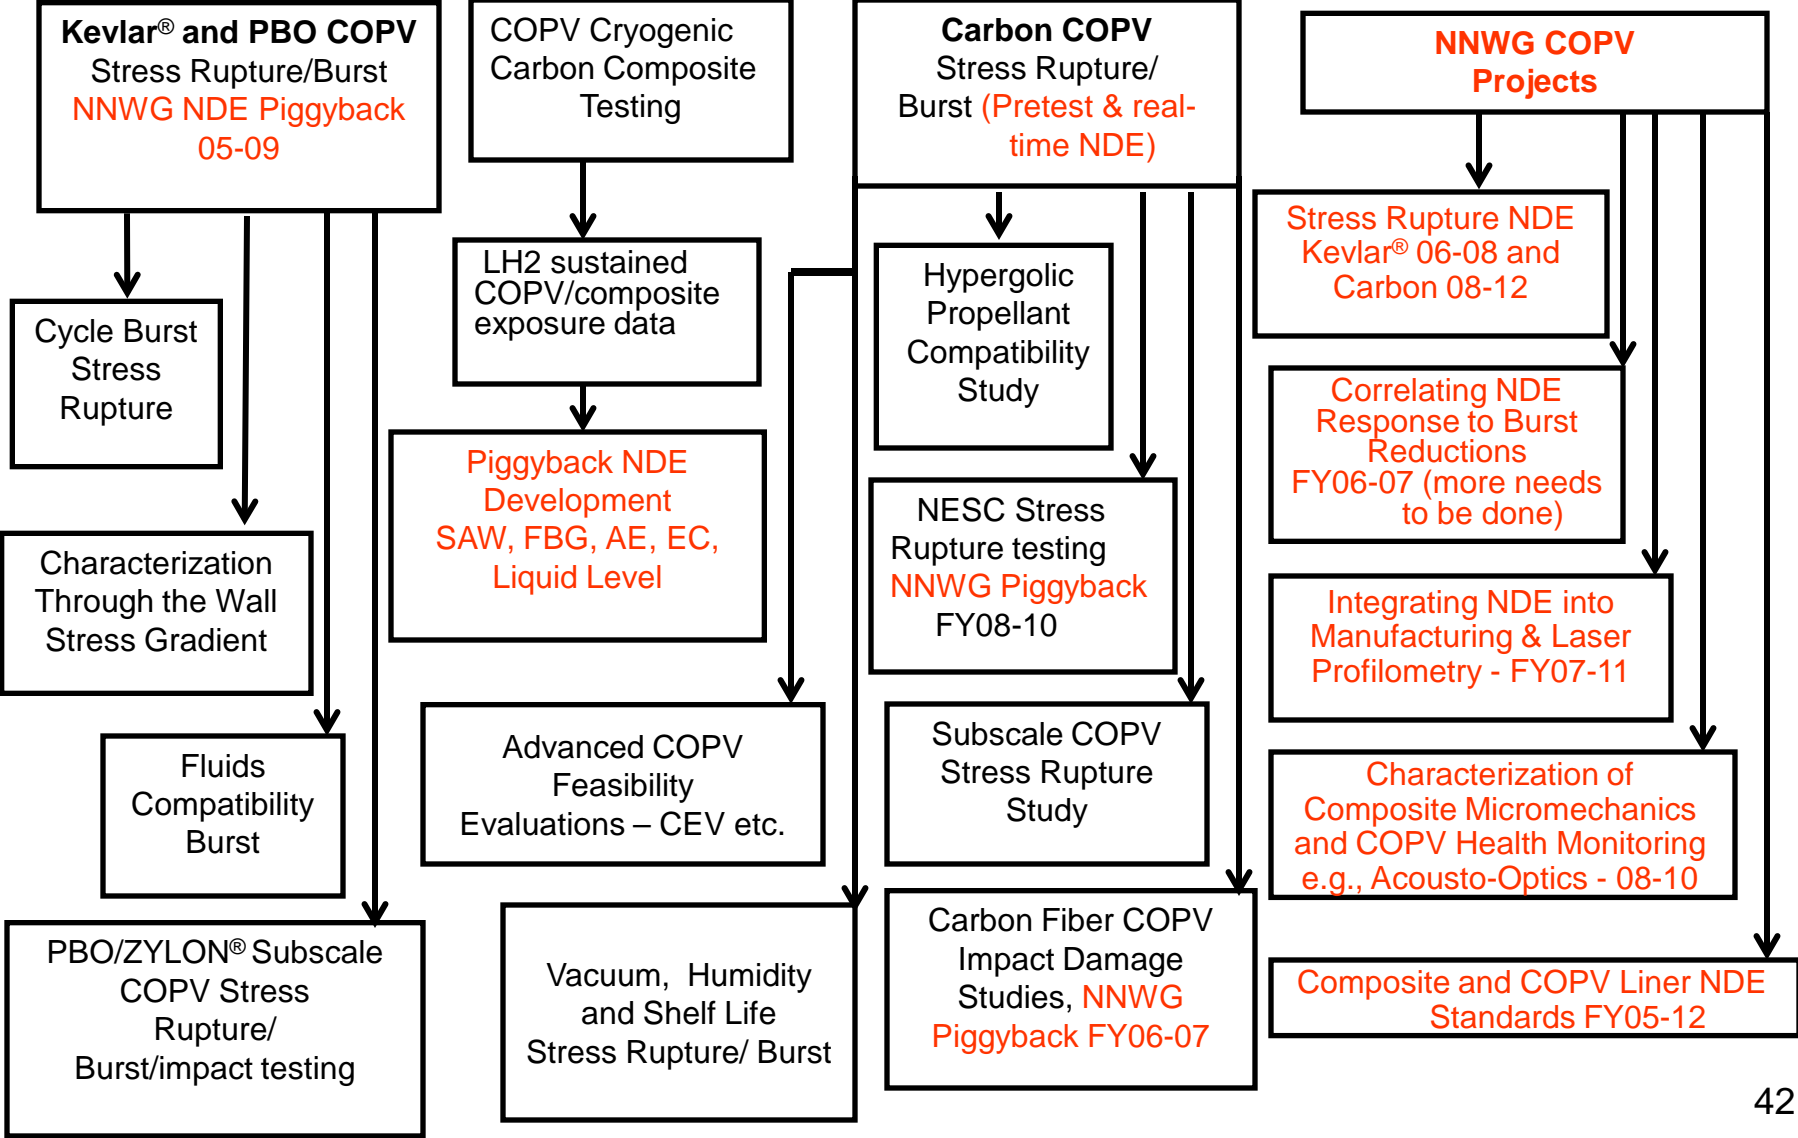 Kevlar® and PBO COPV
Stress Rupture/Burst
NNWG NDE Piggyback
05-09
Cycle Burst
Stress
Rupture
Characterization
Through the Wall
Stress Gradient
Fluids
Compatibility
Burst
PBO/ZYLON® Subscale
COPV Stress
Rupture/
Burst/impact testing
COPV Cryogenic
Carbon Composite
Testing
LH2 sustained
COPV/composite
exposure data
Piggyback NDE
Development
SAW, FBG, AE, EC,
Liquid Level
Advanced COPV
Feasibility
Evaluations – CEV etc.
Vacuum, Humidity
and Shelf Life
Stress Rupture/ Burst
Carbon COPV
Stress Rupture/
Burst (Pretest & real-
time NDE)
Hypergolic
Propellant
Compatibility
Study
NESC Stress
Rupture testing
NNWG Piggyback
FY08-10
Subscale COPV
Stress Rupture
Study
Carbon Fiber COPV
Impact Damage
Studies, NNWG
Piggyback FY06-07
NNWG COPV
Projects
Stress Rupture NDE
Kevlar® 06-08 and
Carbon 08-12
Correlating NDE
Response to Burst
Reductions
FY06-07 (more needs
to be done)
Integrating NDE into
Manufacturing & Laser
Profilometry - FY07-11
Characterization of
Composite Micromechanics
and COPV Health Monitoring
e.g., Acousto-Optics - 08-10
Composite and COPV Liner NDE
Standards FY05-12
42